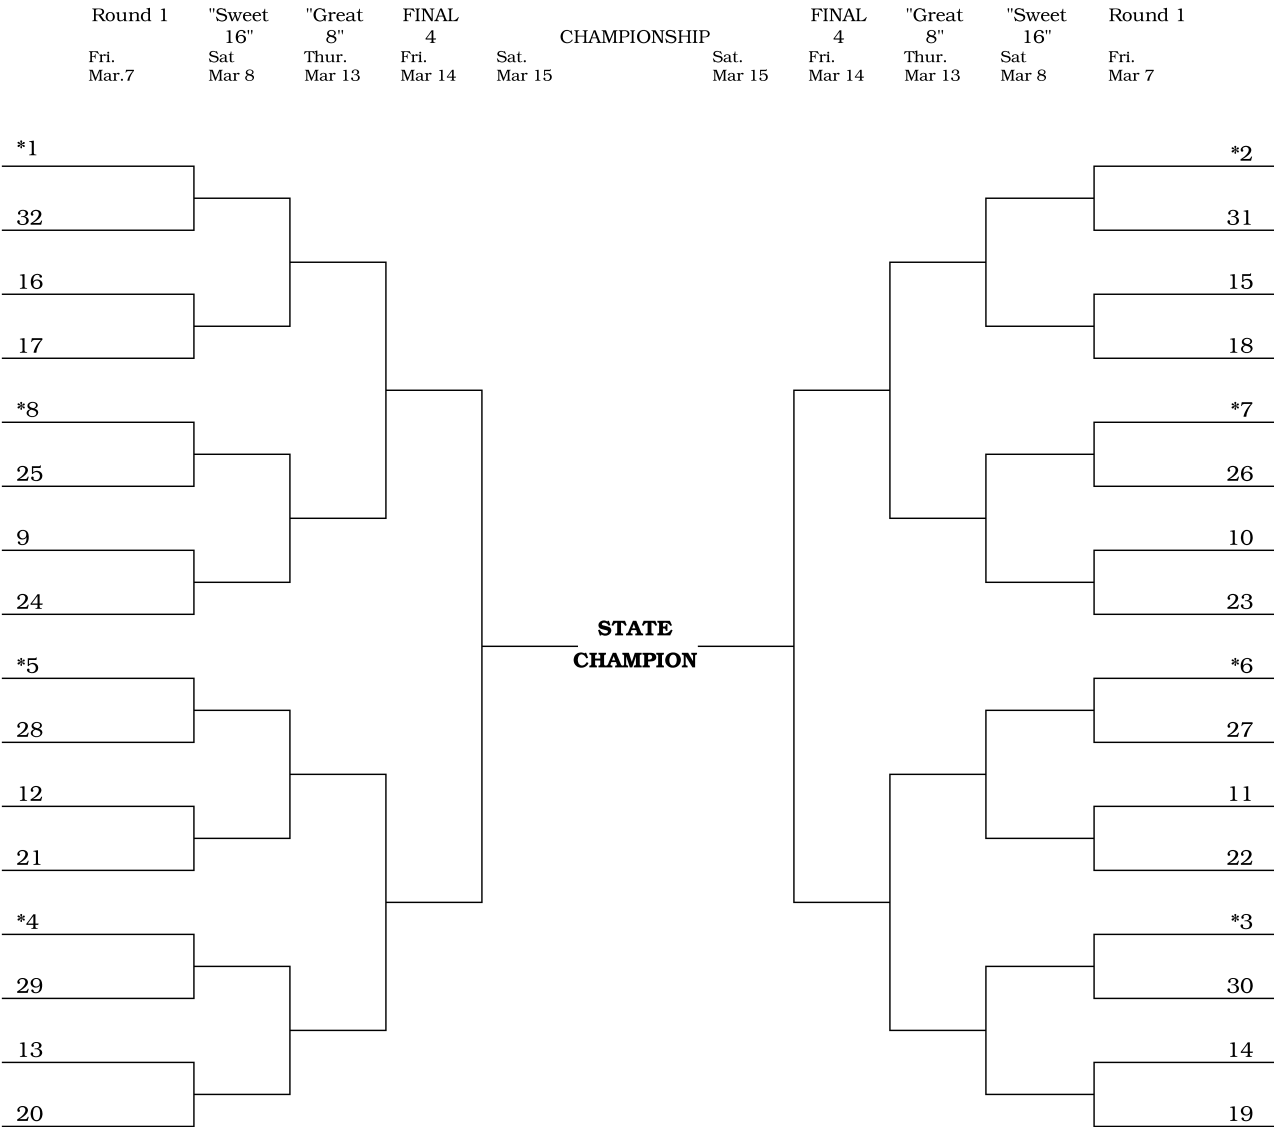 Round 1 "Sweet "Great FINAL FINAL "Great "Sweet Round 1
16" 8" 4 CHAMPIONSHIP 4 8" 16"
Fri. Sat Thur. Fri. Sat. Sat. Fri. Thur. Sat Fri.
Mar.7 Mar 8 Mar 13 Mar 14 Mar 15 Mar 15 Mar 14 Mar 13 Mar 8 Mar 7
*1 *2
32 31
16 15
17 18
*8 *7
25 26
9 10
24 23
STATE
CHAMPION
*5 *6
28 27
12 11
21 22
*4 *3
29 30
13 14
20 19